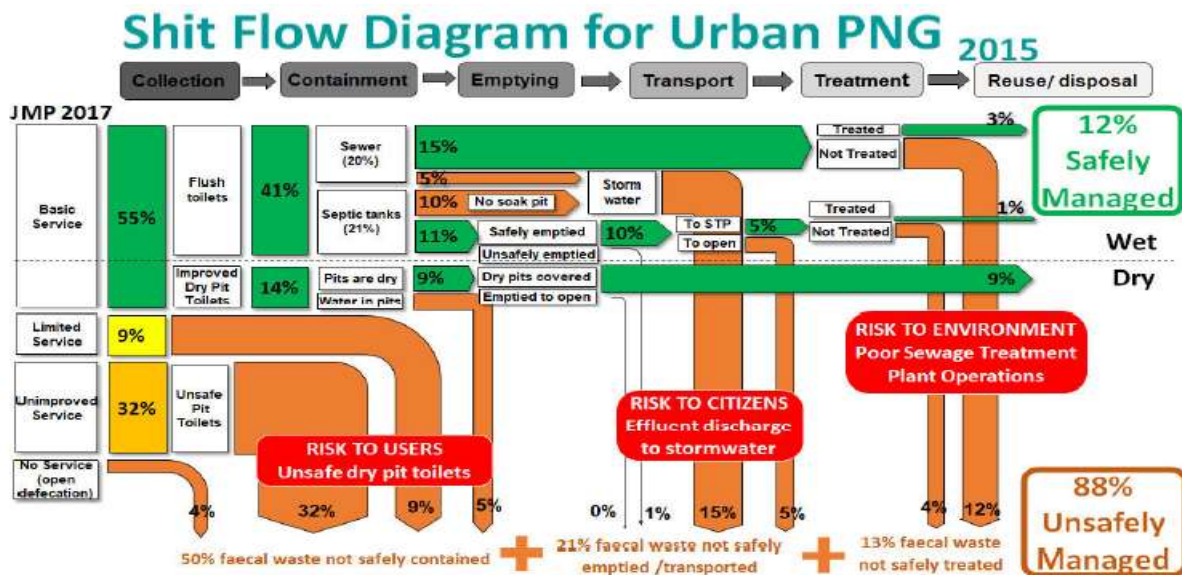 Shit Flow Diagram for Urban PNG 2015
Collection
Containment
Emptying
Transport
Treatment
Reuse/ disposal
JMP 2017
Basic
Service
55%
Flush
toilets
41%
Sewer
(20%)
15%
Treated
Not Treated
3%
12%
Safely
Managed
5%
Storm
water
Septic tanks
(21%)
10%
No soak pit
11%
Safely emptied
Unsafely emptied
10%
To STP
To open
5%
Treated
Not Treated
1%
Wet
Improved
Dry Pit
Toilets
14%
Pits are dry
Water in pits
9%
Dry pits covered
Emptied to open
9%
Dry
Limited
Service
9%
Unimproved
Service
32%
Unsafe
Pit
Toilets
No Service
(open
defecation)
RISK TO USERS
Unsafe dry pit toilets
RISK TO CITIZENS
Effluent discharge
to stormwater
RISK TO ENVIRONMENT
Poor Sewage Treatment
Plant Operations
4%
32%
9%
5%
0%
1%
15%
5%
4%
12%
50% faecal waste not safely contained
21% faecal waste not safely
emptied /transported
13% faecal waste
not safely treated
88%
Unsafely
Managed